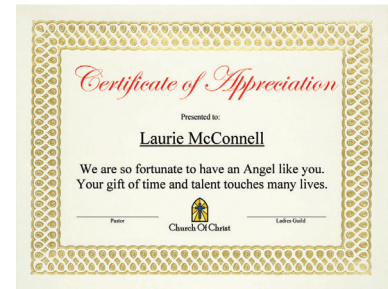 Certificate of Appreciation
Presented to:
Laurie McConnell
We are so fortunate to have an Angel like you.
Your gift of time and talent touches many lives.
Pastor
Ladies Guild
Church Of Christ